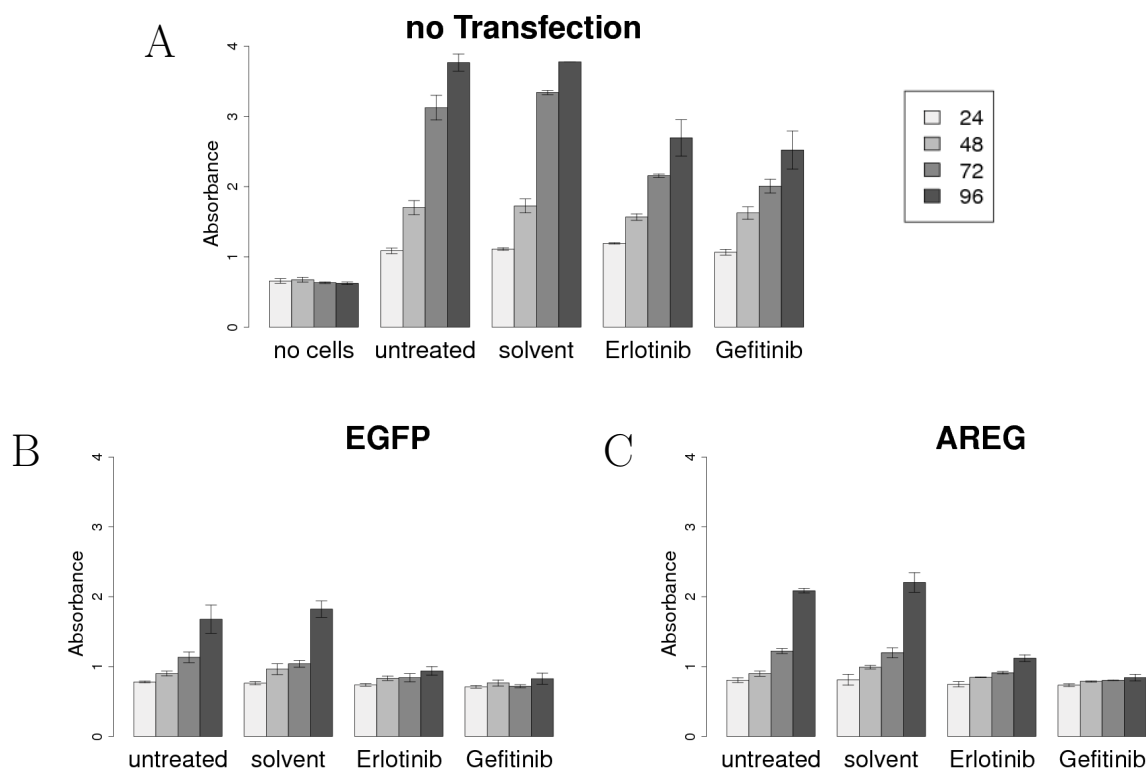 A
no Transfection
Absorbance
4
3
2
1
0
no cells untreated solvent Erlotinib Gefitinib
24
48
72
96
B
EGFP
Absorbance
4
3
2
1
0
untreated solvent Erlotinib Gefitinib
C
AREG
Absorbance
4
3
2
1
0
untreated solvent Erlotinib Gefitinib